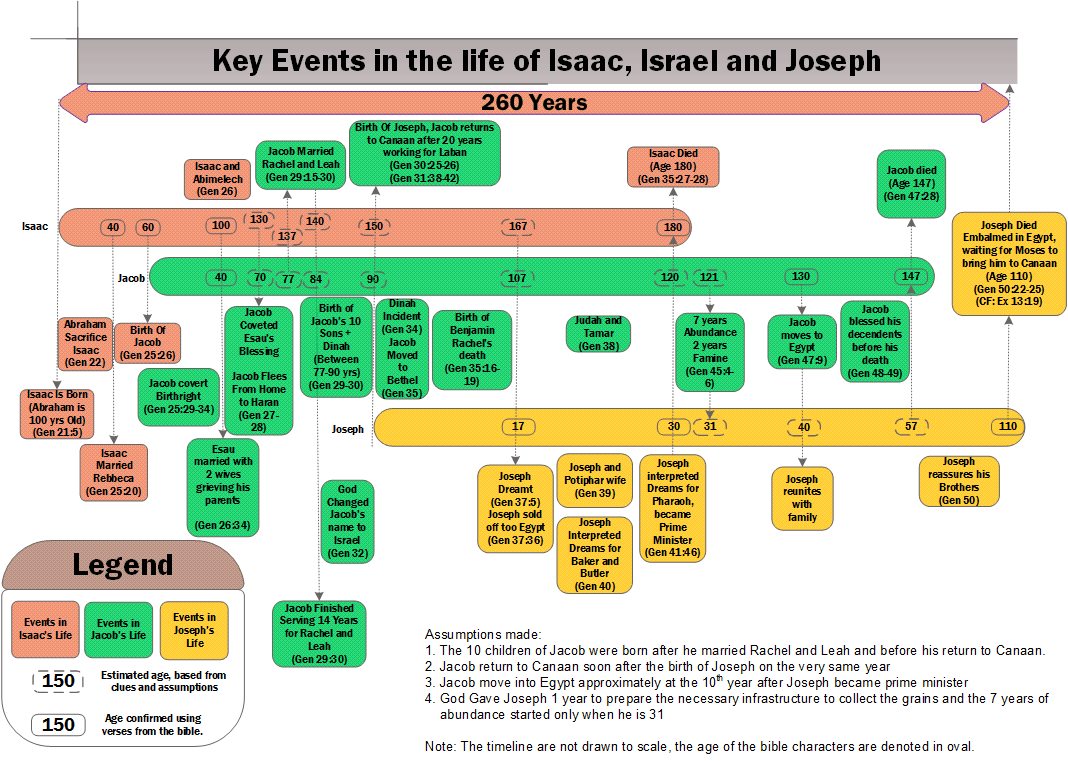 Key Events in the life of Isaac, Israel and Joseph
260 Years
Isaac and
Abimelech
(Gen 26)
Jacob Married
Rachel and Leah
(Gen 29:15-30)
Birth Of Joseph, Jacob returns
to Canaan after 20 years
working for Laban
(Gen 30:25-26)
(Gen 31:38-42)
Isaac Died
(Age 180)
(Gen 35:27-28)
Jacob died
(Age 147)
(Gen 47:28)
Isaac
40
60
100
130
137
140
150
167
180
Joseph Died
Embalmed in Egypt,
waiting for Moses to
bring him to Canaan
(Age 110)
(Gen 50:22-25)
(CF: Ex 13:19)
Jacob
40
70
77
84
90
107
120
121
130
147
Abraham
Sacrifice
Isaac
(Gen 22)
Birth Of
Jacob
(Gen 25:26)
Jacob covert
Birthright
(Gen 25:29-34)
Jacob
Coveted
Esau's
Blessing
Jacob Flees
From Home
to Haran
(Gen 27-
28)
Birth of
Jacob's 10
Sons +
Dinah
(Between
77-90 yrs)
(Gen 29-30)
Dinah
Incident
(Gen 34)
Jacob
Moved
to
Bethel
(Gen 35)
Birth of
Benjamin
Rachel's
death
(Gen 35:16-
19)
Judah and
Tamar
(Gen 38)
7 years
Abundance
2 years
Famine
(Gen 45:4-
6)
Jacob
moves to
Egypt
(Gen 47:9)
Jacob
blessed his
decendents
before his
death
(Gen 48-49)
Isaac Is Born
(Abraham is
100 yrs Old)
(Gen 21:5)
Isaac
Married
Rebbeca
(Gen 25:20)
Esau
married with
2 wives
grieving his
parents
(Gen 26:34)
Joseph
17
30
31
40
57
110
God
Changed
Jacob's
name to
Israel
(Gen 32)
Joseph
Dreamt
(Gen 37:5)
Joseph sold
off too Egypt
(Gen 37:36)
Joseph and
Potiphar wife
(Gen 39)
Joseph
Interpreted
Dreams for
Baker and
Butler
(Gen 40)
Joseph
interpreted
Dreams for
Pharaoh,
became
Prime
Minister
(Gen 41:46)
Joseph
reunites
with
family
Joseph
reassures his
Brothers
(Gen 50)
Jacob Finished
Serving 14 Years
for Rachel and
Leah
(Gen 29:30)
Legend
Events in
Isaac's Life
Events in
Jacob's Life
Events in
Joseph's
Life
150
Estimated age, based from
clues and assumptions
150
Age confirmed using
verses from the bible.
Assumptions made:
1. The 10 children of Jacob were born after he married Rachel and Leah and before his return to Canaan.
2. Jacob return to Canaan soon after the birth of Joseph on the very same year
3. Jacob move into Egypt approximately at the 10th year after Joseph became prime minister
4. God Gave Joseph 1 year to prepare the necessary infrastructure to collect the grains and the 7 years of
abundance started only when he is 31
Note: The timeline are not drawn to scale, the age of the bible characters are denoted in oval.